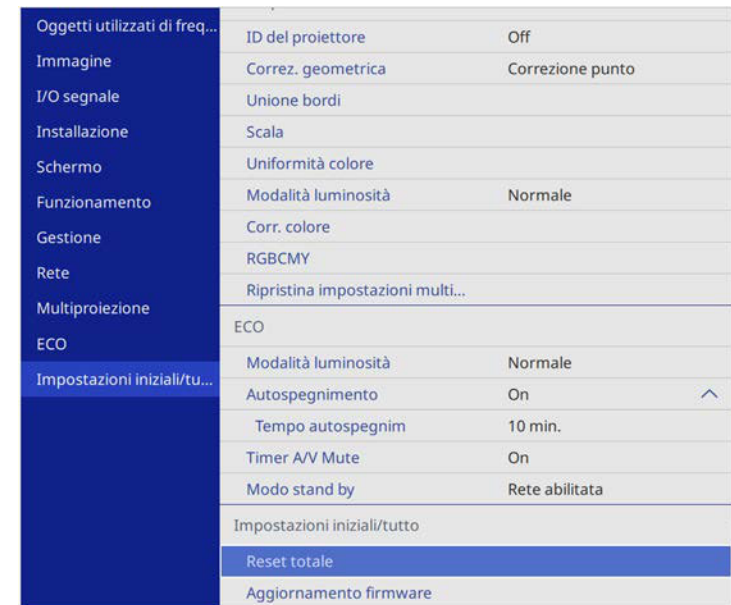 Oggetti utilizzati di freq...
Immagine
I/O segnale
Installazione
Schermo
Funzionamento
Gestione
Rete
Multiproiezione
ECO
Impostazioni iniziali/tu...
ID del proiettore Off
Correz. geometrica Correzione punto
Unione bordi
Scala
Uniformità colore
Modalità luminosità Normale
Corr. colore
RGBCMY
Ripristina impostazioni multi...
ECO
Modalità luminosità Normale
Autospegnimento On
Tempo autospegnim 10 min.
Timer A/V Mute On
Modo stand by Rete abilitata
Impostazioni iniziali/tutto
Reset totale
Aggiornamento firmware